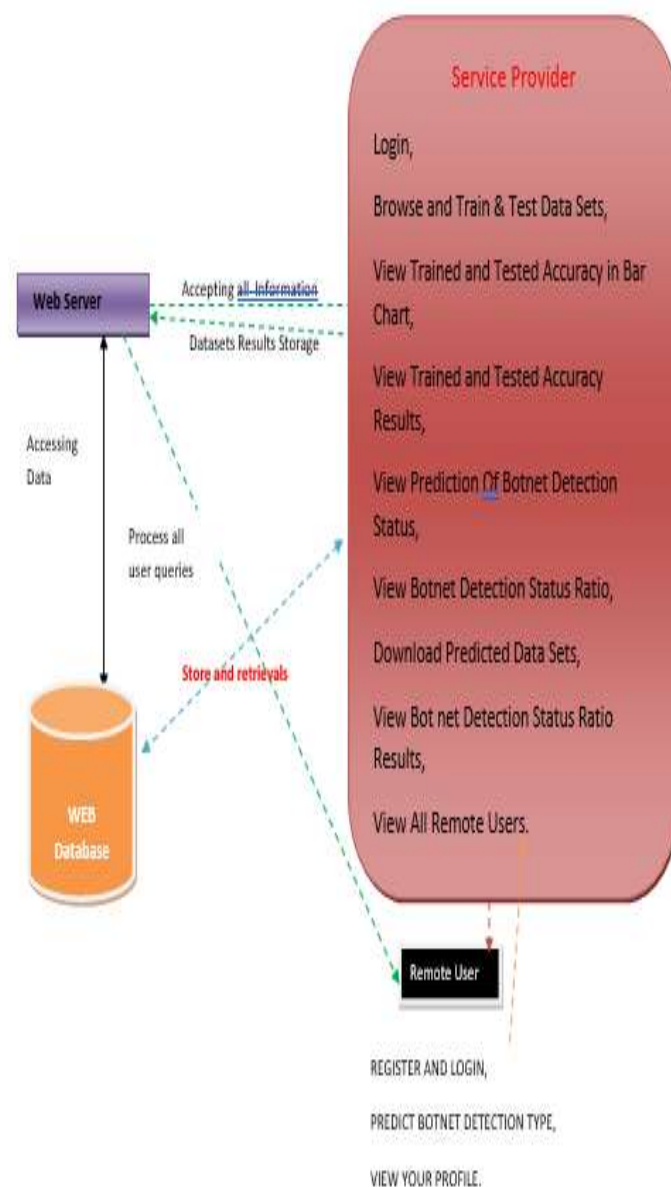 Service Provider
Login,
Browse and Train & Test Data Sets,
View Trained and Tested Accuracy in Bar
Chart,
View Trained and Tested Accuracy
Results,
View Prediction Of Botnet Detection
Status,
View Botnet Detection Status Ratio,
Download Predicted Data Sets,
View Bot net Detection Status Ratio
Results,
View All Remote Users.
Web Server
Accepting all Information
Datasets Results Storage
Accessing
Data
Process all
user queries
Store and retrievals
WEB
Database
Remote User
REGISTER AND LOGIN,
PREDICT BOTNET DETECTION TYPE,
VIEW YOUR PROFILE.